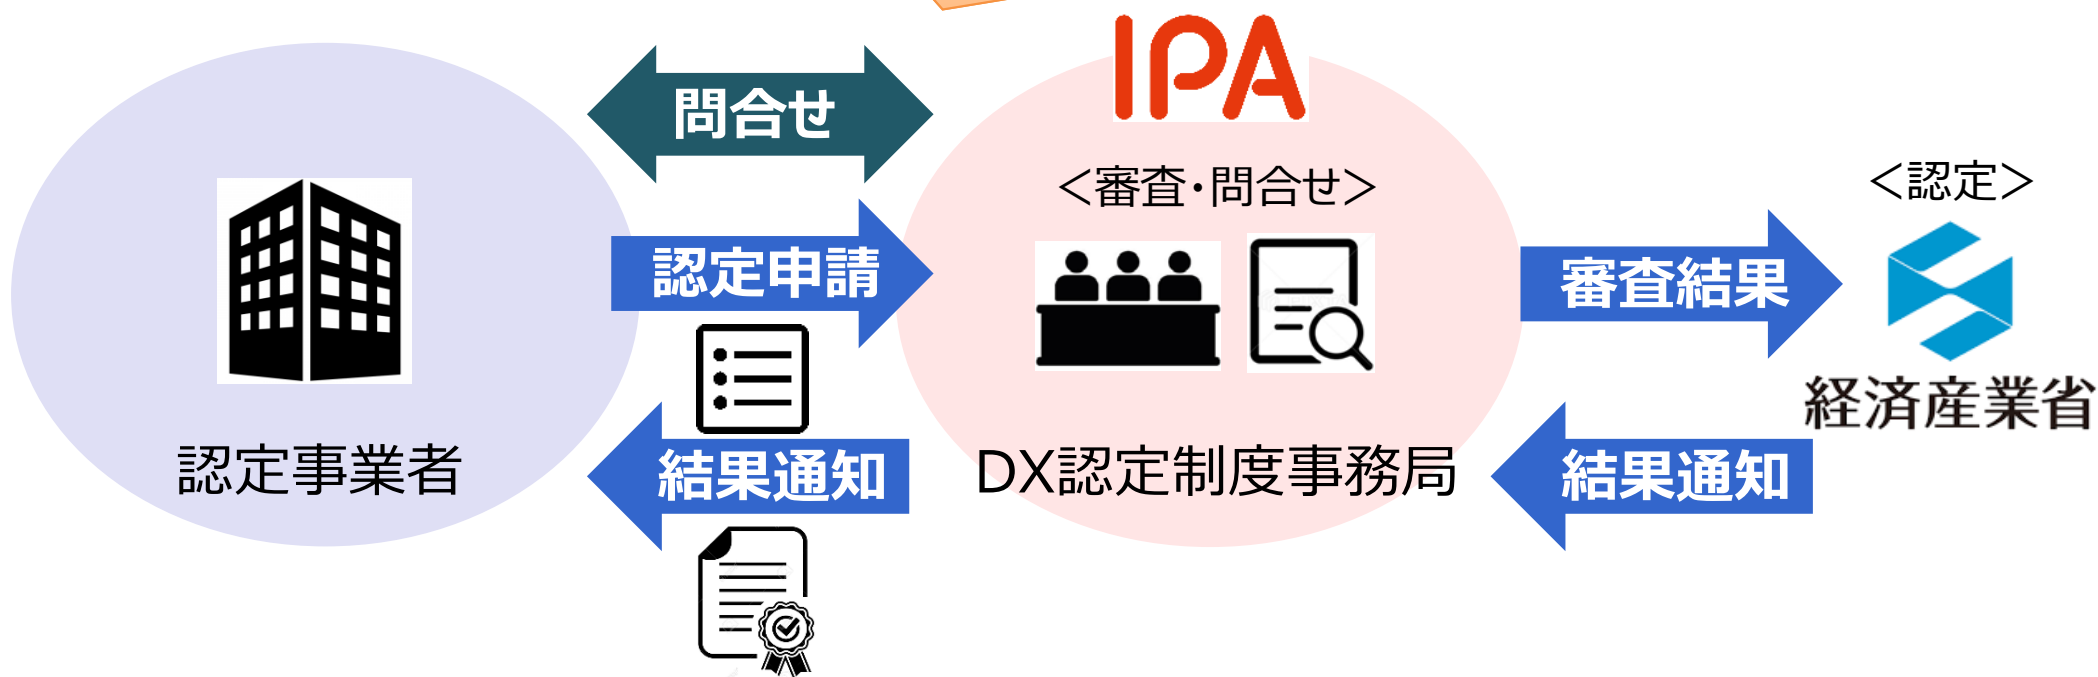 IPA
問合せ
<審査・問合せ>
<認定>
認定申請
審査結果
経済産業省
認定事業者
結果通知
DX認定制度事務局
結果通知